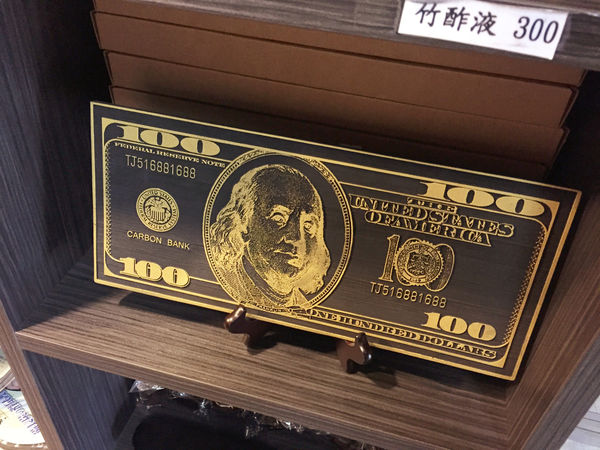 竹酢液 300
100
FEDERAL RESERVE NOTE
TJ516881688
CARBON BANK
100
100
THE
UNITED STATES
OF AMERICA
100
TJ516881688
100
ONE HUNDRED DOLLARS